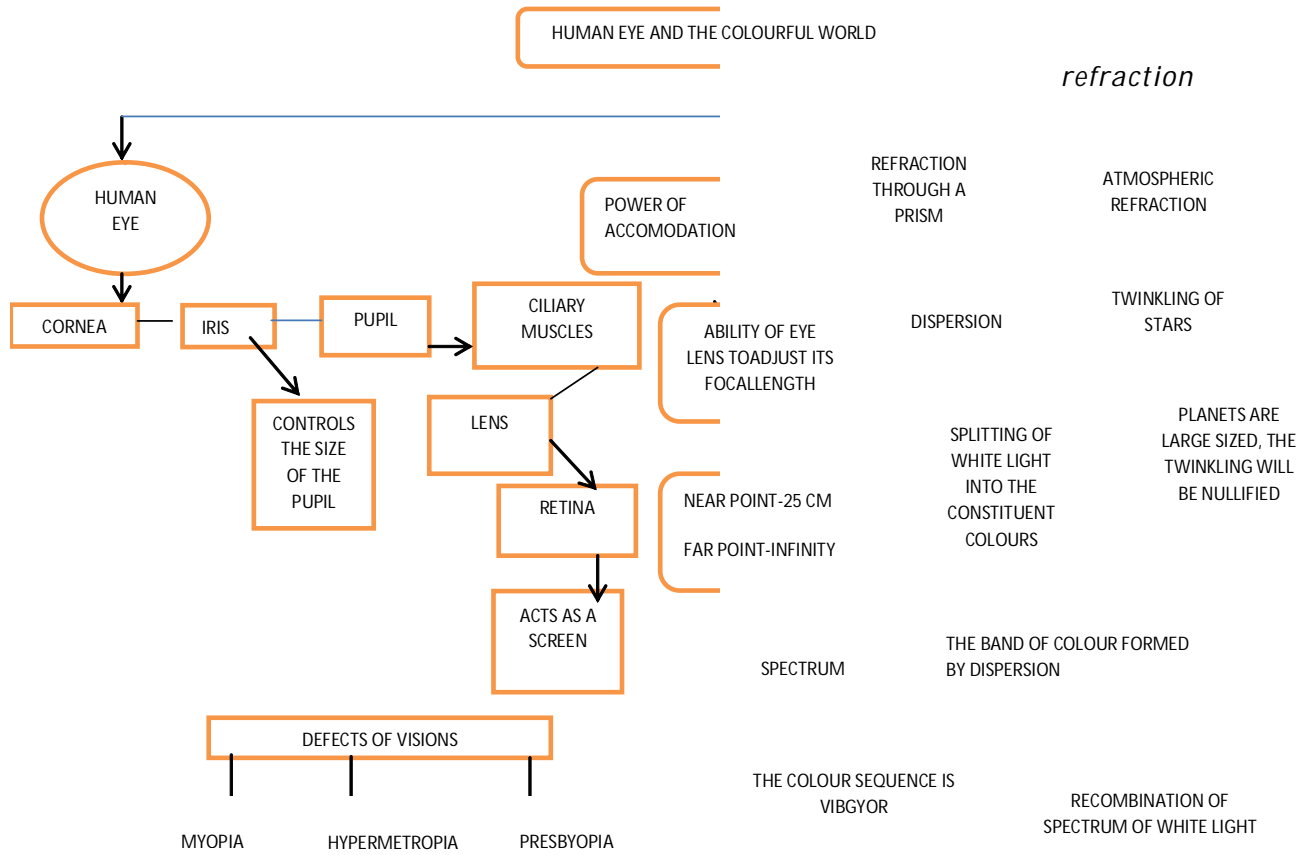 HUMAN EYE AND THE COLOURFUL WORLD
refraction
HUMAN
EYE
POWER OF
ACCOMODATION
REFRACTION
THROUGH A
PRISM
ATMOSPHERIC
REFRACTION
CORNEA
IRIS
PUPIL
CILIARY
MUSCLES
ABILITY OF EYE
LENS TOADJUST ITS
FOCALLENGTH
DISPERSION
TWINKLING OF
STARS
CONTROLS
THE SIZE
OF THE
PUPIL
LENS
RETINA
NEAR POINT-25 CM
FAR POINT-INFINITY
SPLITTING OF
WHITE LIGHT
INTO THE
CONSTITUENT
COLOURS
PLANETS ARE
LARGE SIZED, THE
TWINKLING WILL
BE NULLIFIED
ACTS AS A
SCREEN
SPECTRUM
THE BAND OF COLOUR FORMED
BY DISPERSION
DEFECTS OF VISIONS
MYOPIA
HYPERMETROPIA
PRESBYOPIA
THE COLOUR SEQUENCE IS
VIBGYOR
RECOMBINATION OF
SPECTRUM OF WHITE LIGHT